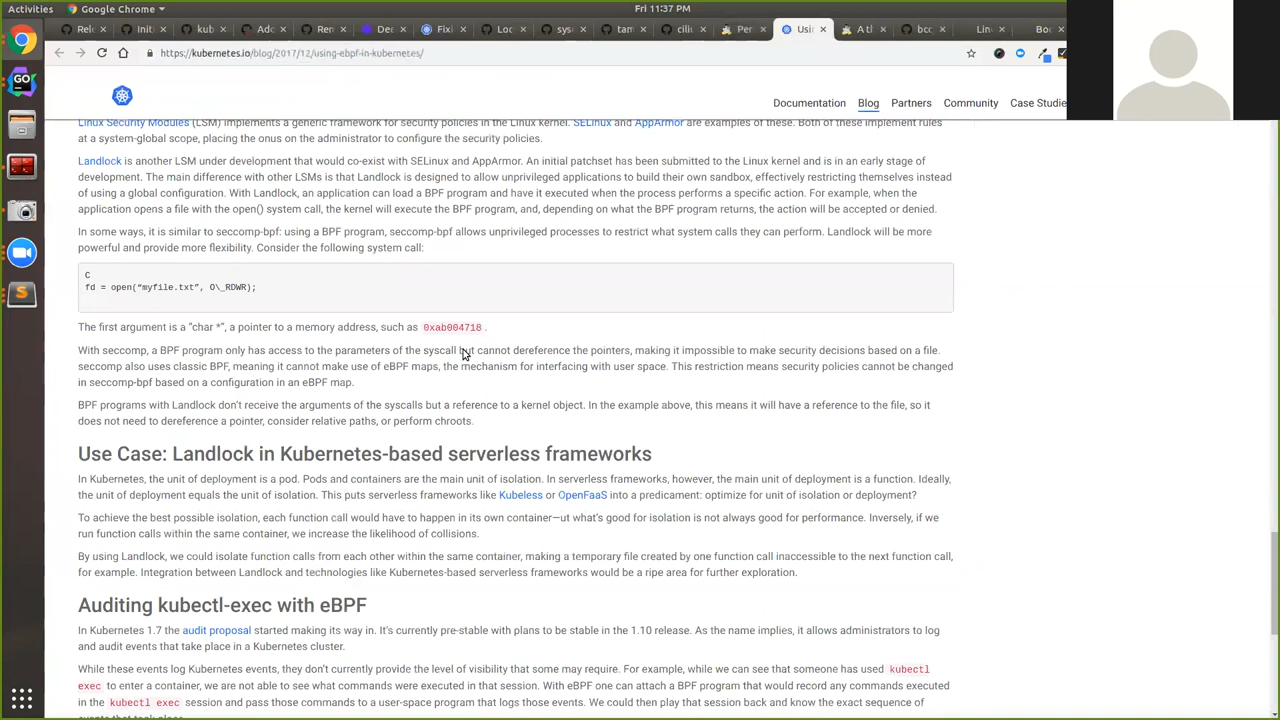 Activities
Google Chrome
Fri 11:37 PM
Rele
Initi
kub
Adc
Ren
De
Fixi
Loc
sys
tam
ciliu
Per
Usin
A th
bcc
Lin
Boo
https://kubernetes.io/blog/2017/12/using-ebpf-in-kubernetes/
Documentation Blog Partners Community Case Studie
Linux Security Modules (LSM) implements a generic framework for security policies in the Linux kernel. SELinux and AppArmor are examples of these. Both of these implement rules
at a system-global scope, placing the onus on the administrator to configure the security policies.
Landlock is another LSM under development that would co-exist with SELinux and AppArmor. An initial patchset has been submitted to the Linux kernel and is in an early stage of
development. The main difference with other LSMs is that Landlock is designed to allow unprivileged applications to build their own sandbox, effectively restricting themselves instead
of using a global configuration. With Landlock, an application can load a BPF program and have it executed when the process performs a specific action. For example, when the
application opens a file with the open() system call, the kernel will execute the BPF program, and, depending on what the BPF program returns, the action will be accepted or denied.
In some ways, it is similar to seccomp-bpf: using a BPF program, seccomp-bpf allows unprivileged processes to restrict what system calls they can perform. Landlock will be more
powerful and provide more flexibility. Consider the following system call:
C
fd = open(“myfile.txt”, O\_RDWR);
The first argument is a “char *”, a pointer to a memory address, such as 0xab004718 .
With seccomp, a BPF program only has access to the parameters of the syscall but cannot dereference the pointers, making it impossible to make security decisions based on a file.
seccomp also uses classic BPF, meaning it cannot make use of eBPF maps, the mechanism for interfacing with user space. This restriction means security policies cannot be changed
in seccomp-bpf based on a configuration in an eBPF map.
BPF programs with Landlock don’t receive the arguments of the syscalls but a reference to a kernel object. In the example above, this means it will have a reference to the file, so it
does not need to dereference a pointer, consider relative paths, or perform chroots.
Use Case: Landlock in Kubernetes-based serverless frameworks
In Kubernetes, the unit of deployment is a pod. Pods and containers are the main unit of isolation. In serverless frameworks, however, the main unit of deployment is a function. Ideally,
the unit of deployment equals the unit of isolation. This puts serverless frameworks like Kubeless or OpenFaaS into a predicament: optimize for unit of isolation or deployment?
To achieve the best possible isolation, each function call would have to happen in its own container—ut what’s good for isolation is not always good for performance. Inversely, if we
run function calls within the same container, we increase the likelihood of collisions.
By using Landlock, we could isolate function calls from each other within the same container, making a temporary file created by one function call inaccessible to the next function call,
for example. Integration between Landlock and technologies like Kubernetes-based serverless frameworks would be a ripe area for further exploration.
Auditing kubectl-exec with eBPF
In Kubernetes 1.7 the audit proposal started making its way in. It’s currently pre-stable with plans to be stable in the 1.10 release. As the name implies, it allows administrators to log
and audit events that take place in a Kubernetes cluster.
While these events log Kubernetes events, they don’t currently provide the level of visibility that some may require. For example, while we can see that someone has used kubectl
exec to enter a container, we are not able to see what commands were executed in that session. With eBPF one can attach a BPF program that would record any commands executed
in the kubectl exec session and pass those commands to a user-space program that logs those events. We could then play that session back and know the exact sequence of
events that took place